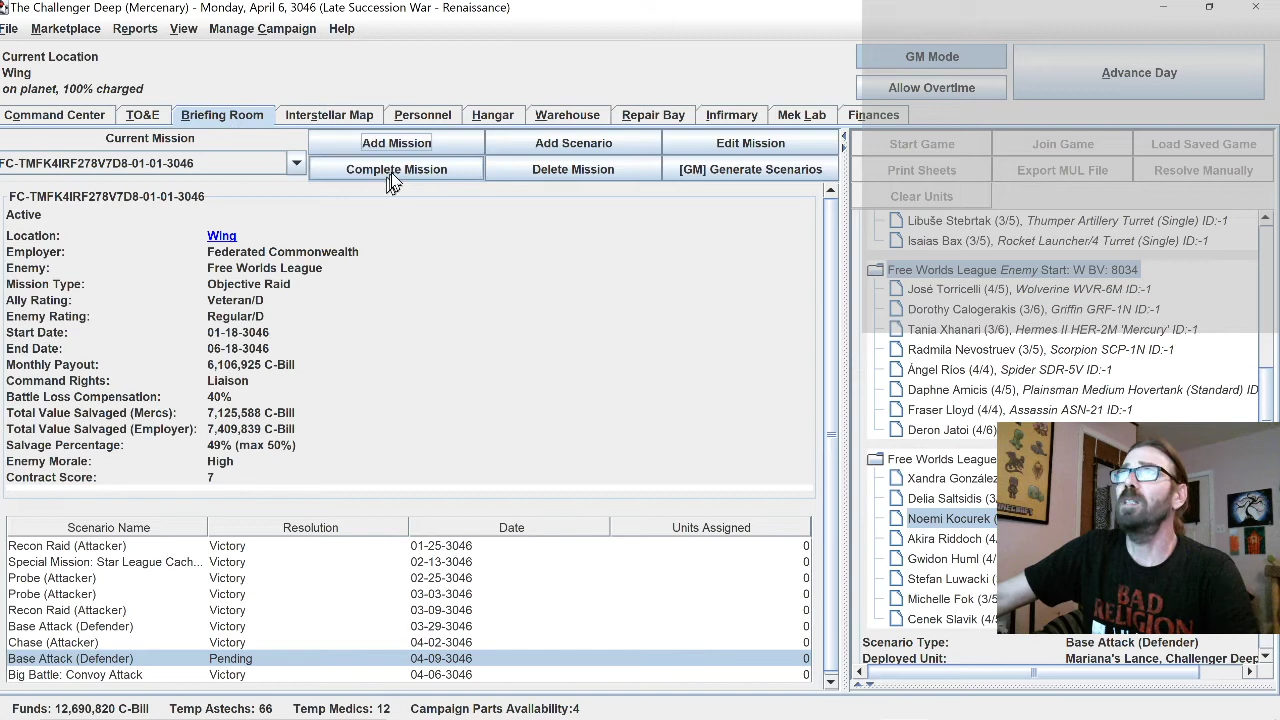 The Challenger Deep (Mercenary) - Monday, April 6, 3046 (Late Succession War - Renaissance)
File Marketplace Reports View Manage Campaign Help
Current Location
Wing
on planet, 100% charged
GM Mode
Allow Overtime
Advance Day
Command Center TO&E Briefing Room Interstellar Map Personnel Hangar Warehouse Repair Bay Infirmary Mek Lab Finances
Current Mission
FC-TMFK4IRF278V7D8-01-01-3046
Add Mission Add Scenario Edit Mission
Complete Mission Delete Mission [GM] Generate Scenarios
Start Game Join Game Load Saved Game
Print Sheets Export MUL File Resolve Manually
Clear Units
FC-TMFK4IRF278V7D8-01-01-3046
Active
Location: Wing
Employer: Federated Commonwealth
Enemy: Free Worlds League
Mission Type: Objective Raid
Ally Rating: Veteran/D
Enemy Rating: Regular/D
Start Date: 01-18-3046
End Date: 06-18-3046
Monthly Payout: 6,106,925 C-Bill
Command Rights: Liaison
Battle Loss Compensation: 40%
Total Value Salvaged (Mercs): 7,125,588 C-Bill
Total Value Salvaged (Employer): 7,409,839 C-Bill
Salvage Percentage: 49% (max 50%)
Enemy Morale: High
Contract Score: 7
Scenario Name Resolution Date Units Assigned
Recon Raid (Attacker) Victory 01-25-3046 0
Special Mission: Star League Cach... Victory 02-13-3046 0
Probe (Attacker) Victory 02-25-3046 0
Probe (Attacker) Victory 03-03-3046 0
Recon Raid (Attacker) Victory 03-09-3046 0
Base Attack (Defender) Victory 03-29-3046 0
Chase (Attacker) Victory 04-02-3046 0
Base Attack (Defender) Pending 04-09-3046 0
Big Battle: Convoy Attack Victory 04-06-3046 0
Libuše Stebrtak (3/5), Thumper Artillery Turret (Single) ID:-1
Isaias Bax (3/5), Rocket Launcher/4 Turret (Single) ID:-1
Free Worlds League Enemy Start: W BV: 8034
José Torricelli (4/5), Wolverine WVR-6M ID:-1
Dorothy Calogerakis (3/6), Griffin GRF-1N ID:-1
Tania Xhanari (3/6), Hermes II HER-2M 'Mercury' ID:-1
Radmila Nevostruev (3/5), Scorpion SCP-1N ID:-1
Àngel Ríos (4/4), Spider SDR-5V ID:-1
Daphne Amicis (4/5), Plainsman Medium Hovertank (Standard) ID
Fraser Lloyd (4/4), Assassin ASN-21 ID:-1
Deron Jatoi (4/6)
Free Worlds League
Xandra González
Delia Saltsidis (3
Noemi Kocurek (
Akira Riddoch (4/
Gwidon Huml (4/
Stefan Luwacki (
Michelle Fok (3/5
Cenek Slavik (4/
BAD
RELIGION
Scenario Type: Base Attack (Defender)
Deployed Unit: Mariana's Lance, Challenger Deep
Funds: 12,690,820 C-Bill Temp Astechs: 66 Temp Medics: 12 Campaign Parts Availability:4